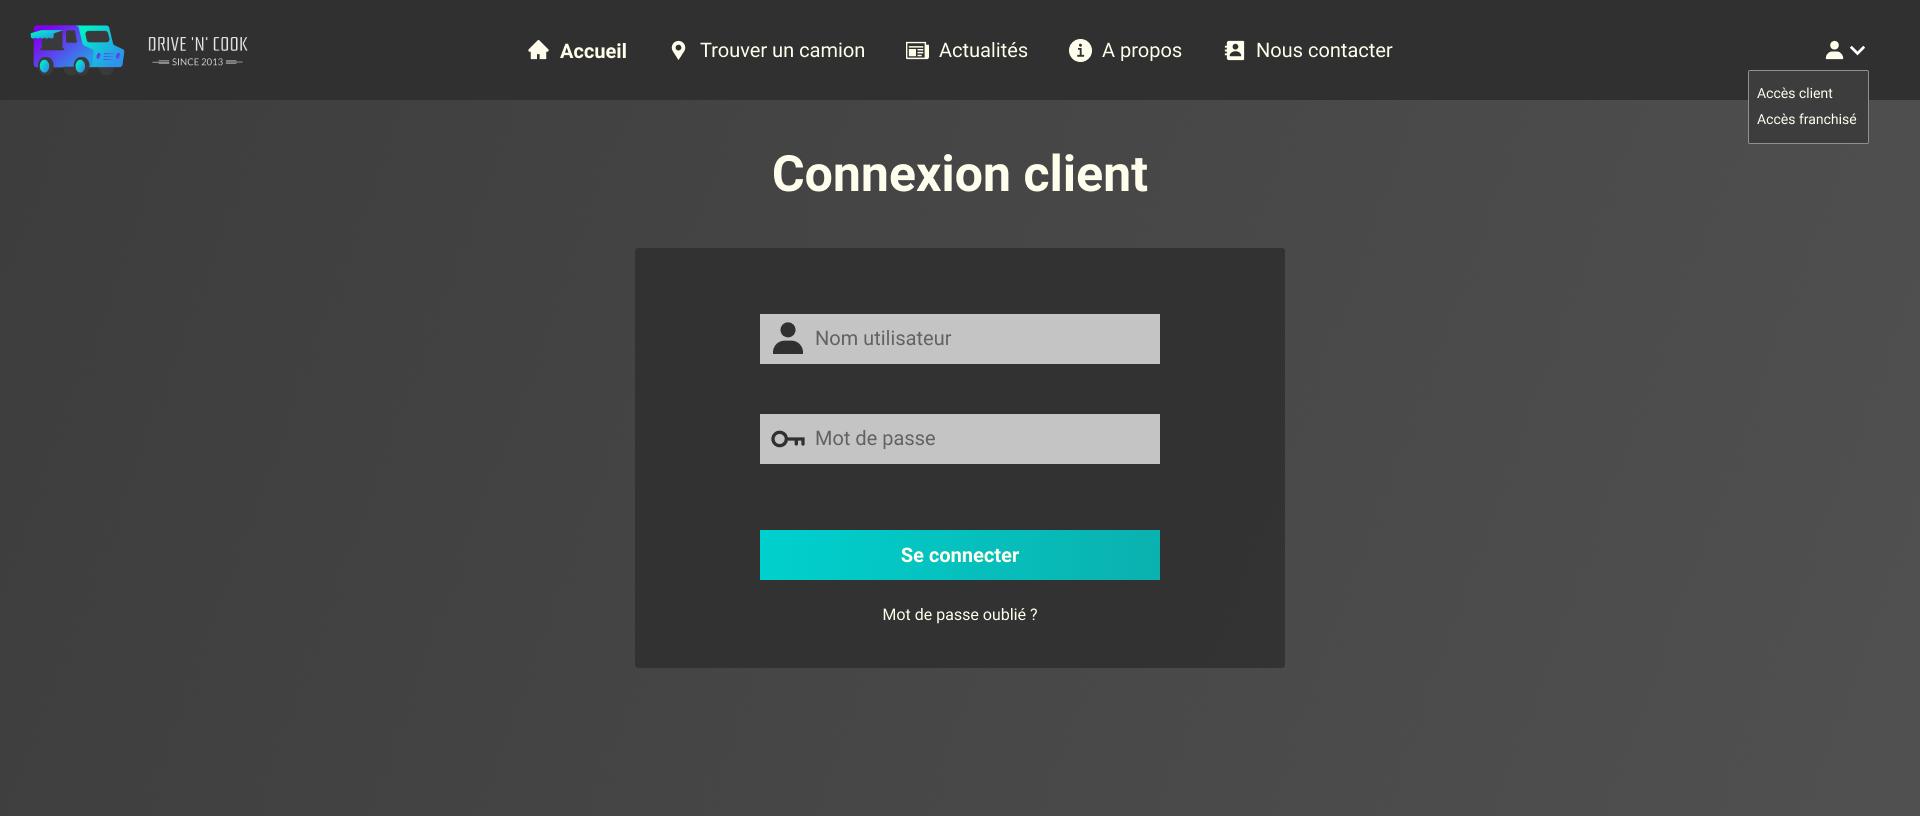 DRIVE 'N' COOK
SINCE 2013
Accueil
Trouver un camion
Actualités
A propos
Nous contacter
Accès client
Accès franchisé
Connexion client
Nom utilisateur
Mot de passe
Se connecter
Mot de passe oublié ?